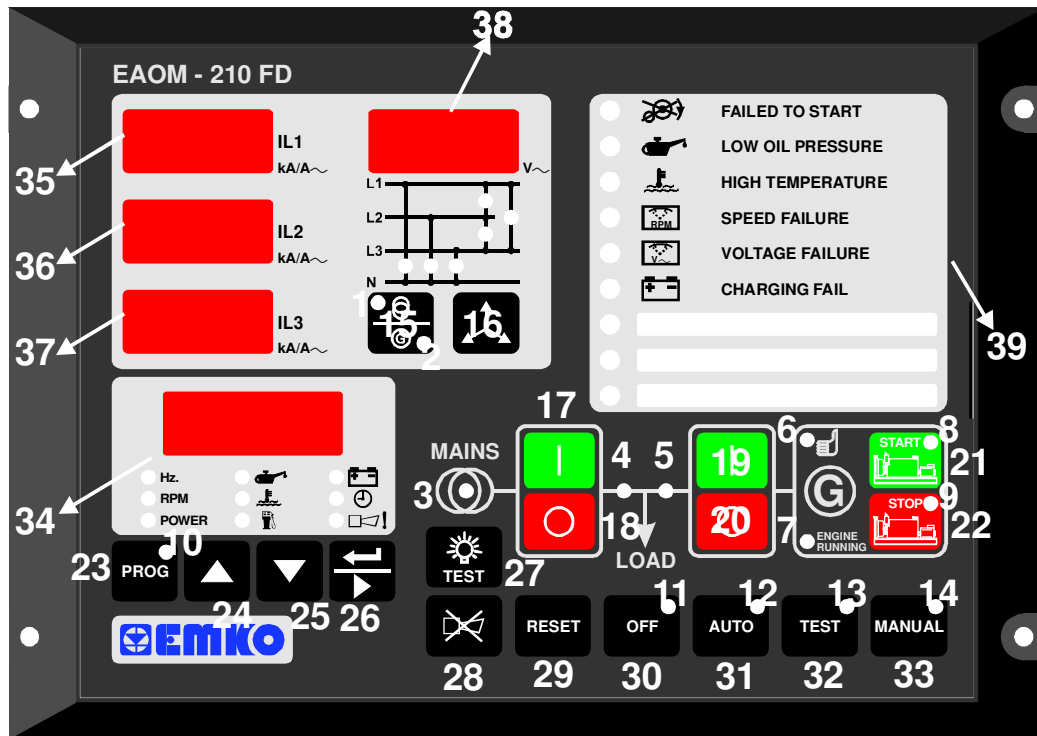 38
EAOM - 210 FD
IL1
kA/A~
35
IL2
kA/A~
36
IL3
kA/A~
37
V~
L1
L2
L3
N
1
15
G
2
16
FAILED TO START
LOW OIL PRESSURE
HIGH TEMPERATURE
RPM
SPEED FAILURE
V~
VOLTAGE FAILURE
CHARGING FAIL
39
34
Hz.
RPM
POWER
!
10
23
PROG
24
25
26
EMKO
MAINS
3
17
18
4
5
LOAD
19
20
6
7
G
ENGINE
RUNNING
START
8
21
STOP
9
22
TEST
27
28
RESET
29
11
OFF
30
12
AUTO
31
13
TEST
32
14
MANUAL
33